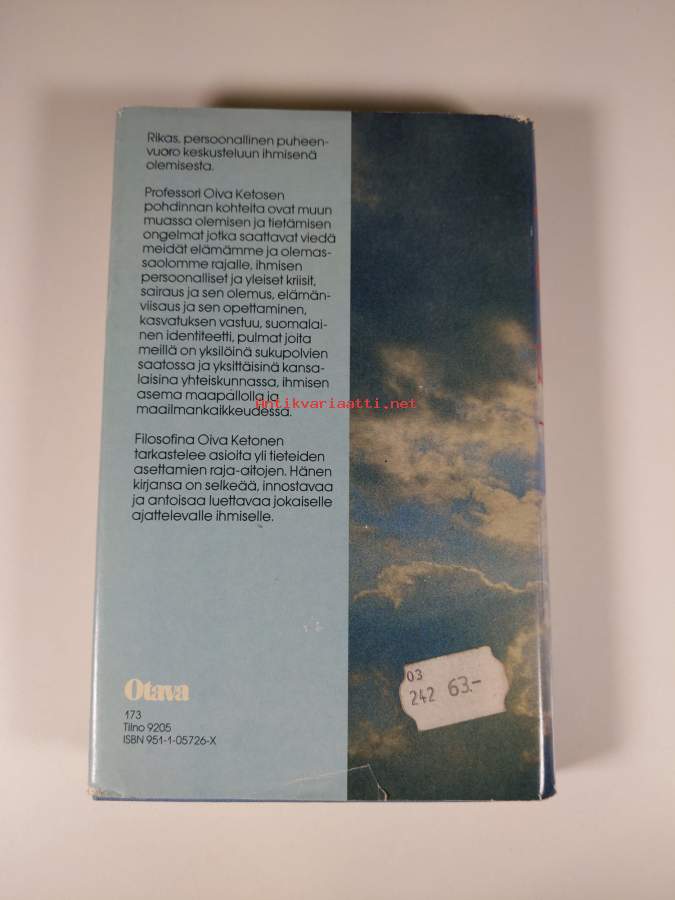 Rikas, persoonallinen puheen-
vuoro keskusteluun ihmisenä
olemisesta.
Professori Oiva Ketosen
pohdinnan kohteita ovat muun
muassa olemisen ja tietämisen
ongelmat jotka saattavat viedä
meidät elämämme ja olemas-
saolomme rajalle, ihmisen
persoonalliset ja yleiset kriisit,
sairaus ja sen olemus, elämän-
viisaus ja sen opettaminen,
kasvatuksen vastuu, suomalai-
nen identiteetti, pulmat joita
meillä on yksilöinä sukupolvien
saatossa ja yksittäisinä kansa-
laisina yhteiskunnassa, ihmisen
asema maapallolla ja
Antikvariaatti.net
maailmankaikkeudessa.
Filosofina Oiva Ketonen
tarkastelee asioita yli tieteiden
asettamien raja-aitojen. Hänen
kirjansa on selkeää, innostavaa
ja antoisaa luettavaa jokaiselle
ajattelevalle ihmiselle.
Otava
173
Tilno 9205
ISBN 951-1-05726-X
03
242 63.-